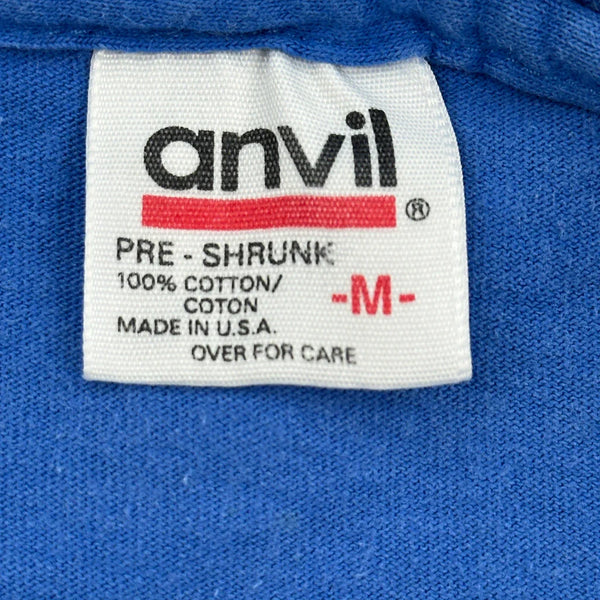 anvil
®
PRE - SHRUNK
100% COTTON/
COTON
-M-
MADE IN U.S.A.
OVER FOR CARE